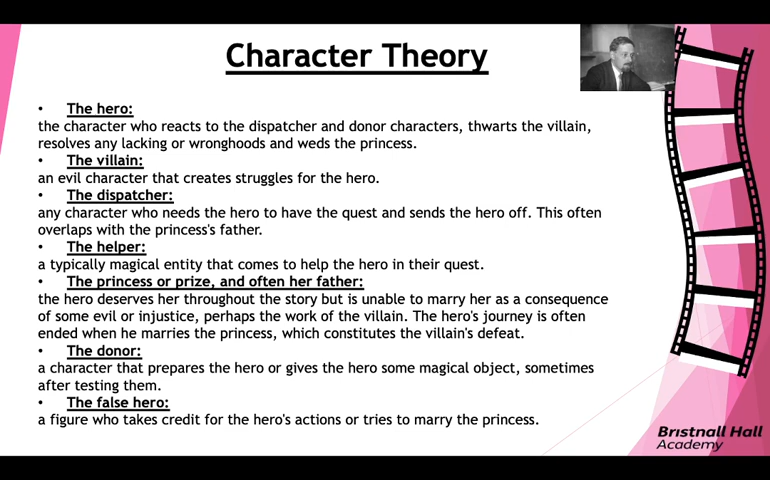 Character Theory
• The hero:
the character who reacts to the dispatcher and donor characters, thwarts the villain,
resolves any lacking or wronghoods and weds the princess.
• The villain:
an evil character that creates struggles for the hero.
• The dispatcher:
any character who needs the hero to have the quest and sends the hero off. This often
overlaps with the princess's father.
• The helper:
a typically magical entity that comes to help the hero in their quest.
• The princess or prize, and often her father:
the hero deserves her throughout the story but is unable to marry her as a consequence
of some evil or injustice, perhaps the work of the villain. The hero's journey is often
ended when he marries the princess, which constitutes the villain's defeat.
• The donor:
a character that prepares the hero or gives the hero some magical object, sometimes
after testing them.
• The false hero:
a figure who takes credit for the hero's actions or tries to marry the princess.
Bristnall Hall
Academy